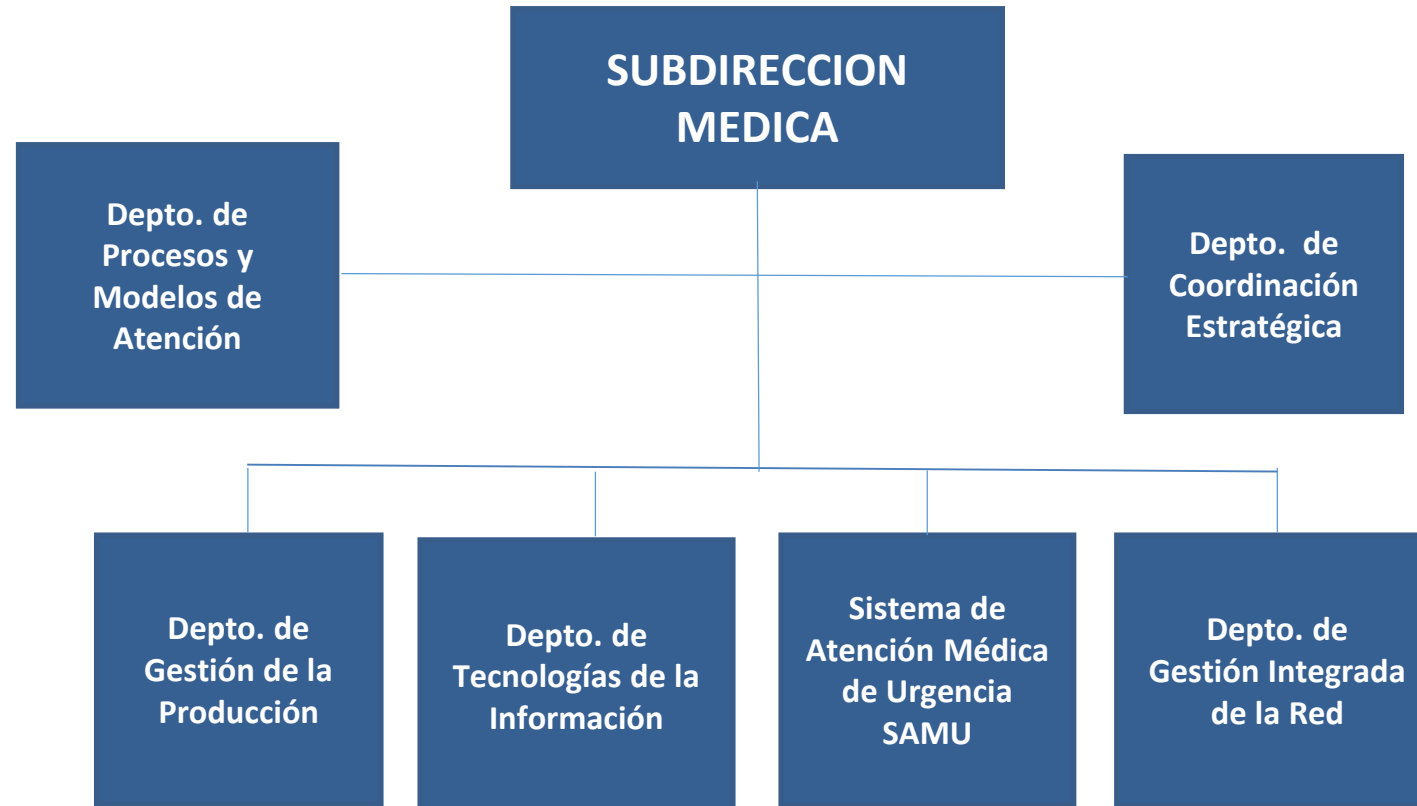 SUBDIRECCION
MEDICA
Depto. de
Procesos y
Modelos de
Atención
Depto. de
Coordinación
Estratégica
Depto. de
Gestión de la
Producción
Depto. de
Tecnologías de la
Información
Sistema de
Atención Médica
de Urgencia
SAMU
Depto. de
Gestión Integrada
de la Red